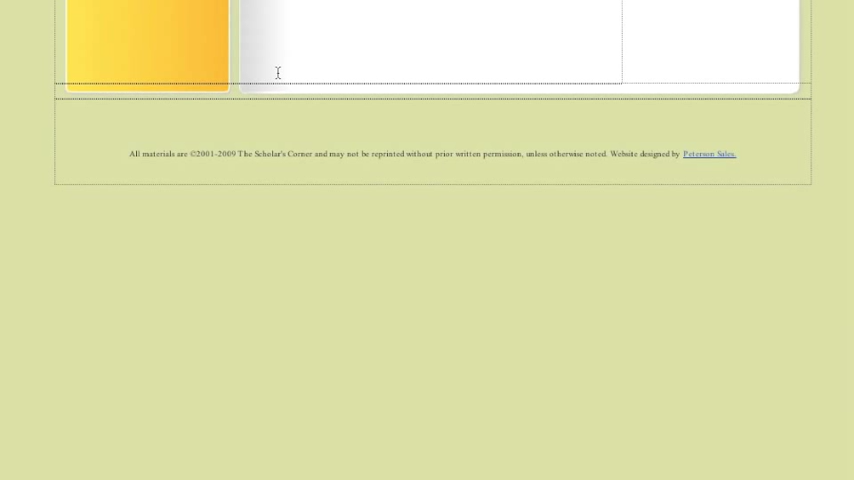 All materials are ©2001-2009 The Scholar's Corner and may not be reprinted without prior written permission, unless otherwise noted. Website designed by Peterson Sales.